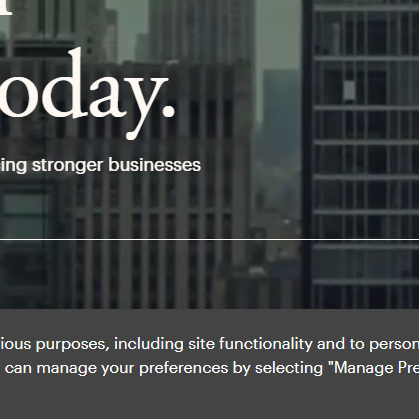 oday.
ing stronger businesses
ious purposes, including site functionality and to person
can manage your preferences by selecting "Manage Pre